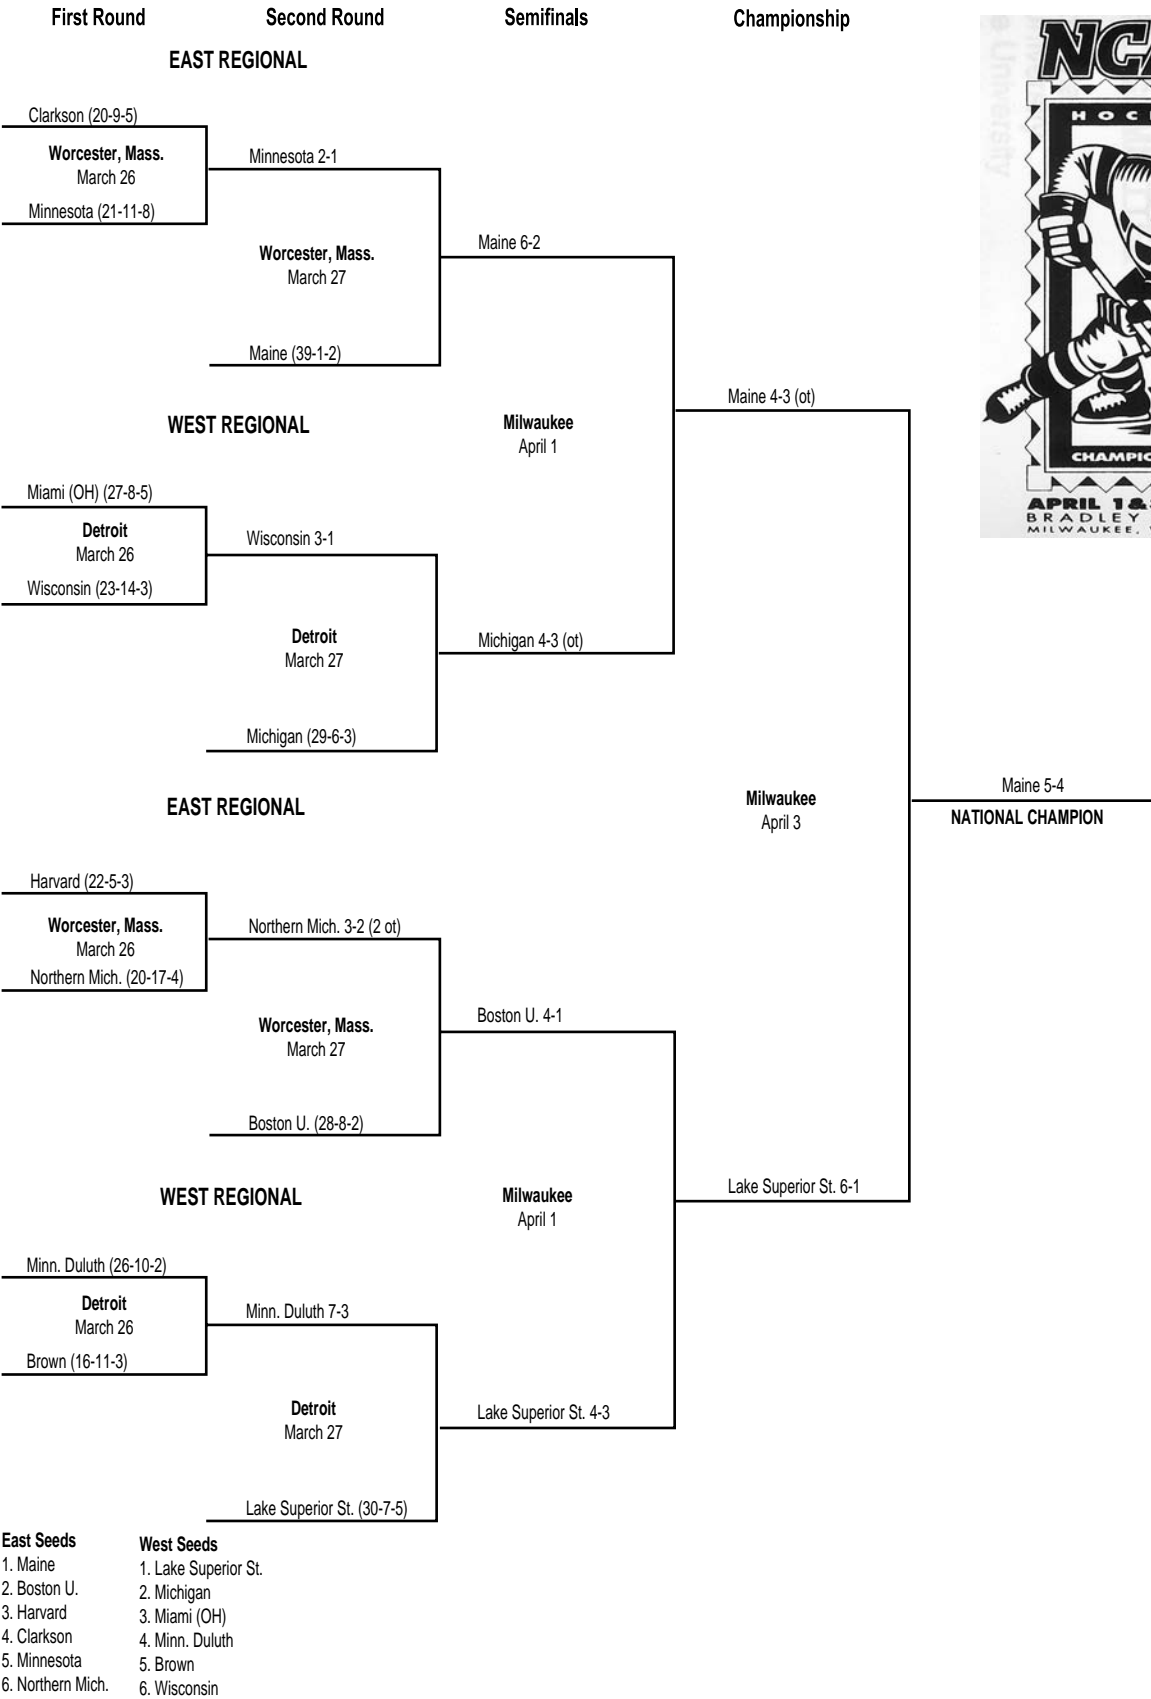 First Round Second Round Semifinals Championship
EAST REGIONAL
Clarkson (20-9-5)
Worcester, Mass.
March 26
Minnesota (21-11-8)
Minnesota 2-1
Worcester, Mass.
March 27
Maine (39-1-2)
Maine 6-2
WEST REGIONAL
Miami (OH) (27-8-5)
Detroit
March 26
Wisconsin (23-14-3)
Wisconsin 3-1
Detroit
March 27
Michigan (29-6-3)
Michigan 4-3 (ot)
Milwaukee
April 1
Maine 4-3 (ot)
EAST REGIONAL
Harvard (22-5-3)
Worcester, Mass.
March 26
Northern Mich. (20-17-4)
Northern Mich. 3-2 (2 ot)
Worcester, Mass.
March 27
Boston U. (28-8-2)
Boston U. 4-1
WEST REGIONAL
Minn. Duluth (26-10-2)
Detroit
March 26
Brown (16-11-3)
Minn. Duluth 7-3
Detroit
March 27
Lake Superior St. (30-7-5)
Lake Superior St. 4-3
Milwaukee
April 1
Lake Superior St. 6-1
Milwaukee
April 3
Maine 5-4
NATIONAL CHAMPION
East Seeds
1. Maine
2. Boston U.
3. Harvard
4. Clarkson
5. Minnesota
6. Northern Mich.
West Seeds
1. Lake Superior St.
2. Michigan
3. Miami (OH)
4. Minn. Duluth
5. Brown
6. Wisconsin
APRIL 1 &
BRADLEY
MILWAUKEE,